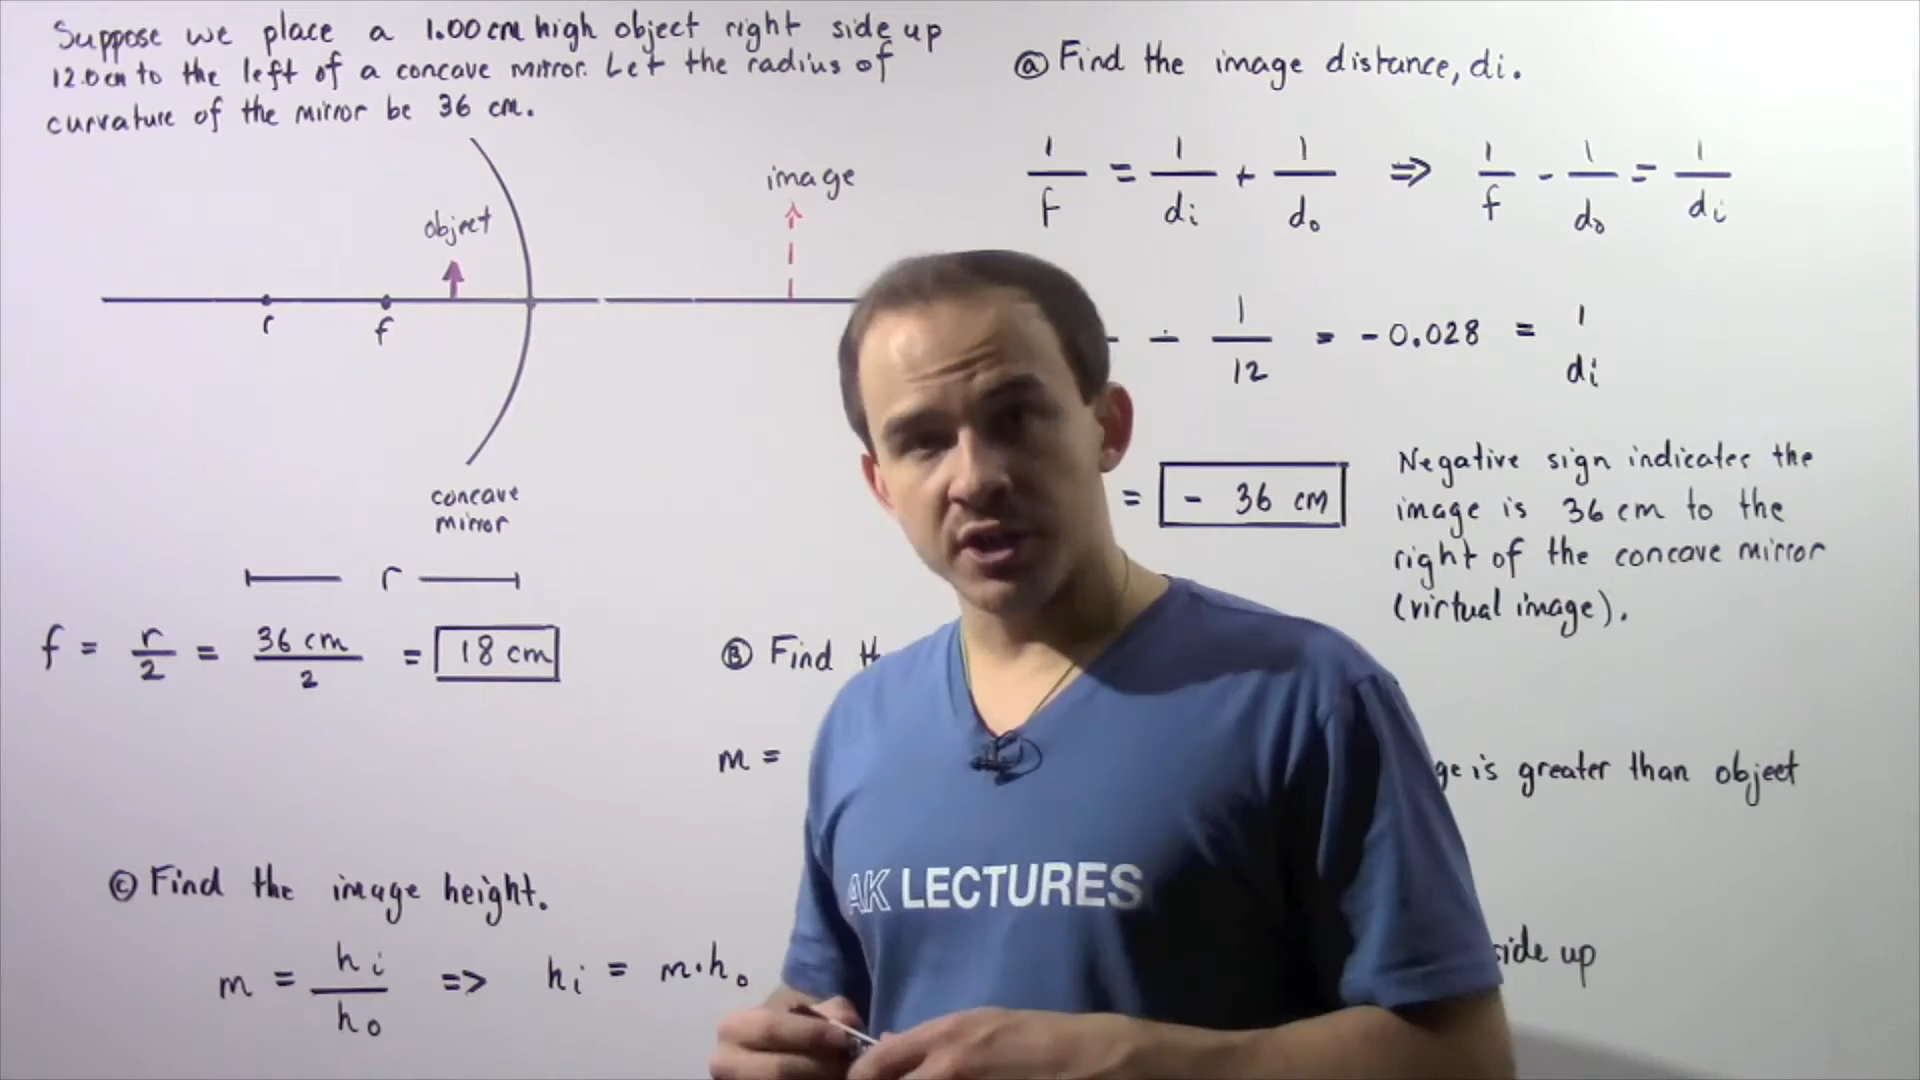 Suppose we place a 1.00 cm high object right side up
12.0 cm to the left of a concave mirror. Let the radius of
curvature of the mirror be 36 cm.
image
object
r
f
concave
mirror
r
f = r/2 = 36 cm/2 = 18 cm
ⓐ Find the image distance, di.
1/f = 1/di + 1/do ⇒ 1/f - 1/do = 1/di
- 1/12 = -0.028 = 1/di
= - 36 cm
Negative sign indicates the
image is 36 cm to the
right of the concave mirror
(virtual image).
Ⓑ Find
m =
is greater than object
side up
© Find the image height.
m = hi/ho ⇒ hi = m·ho
AK LECTURES